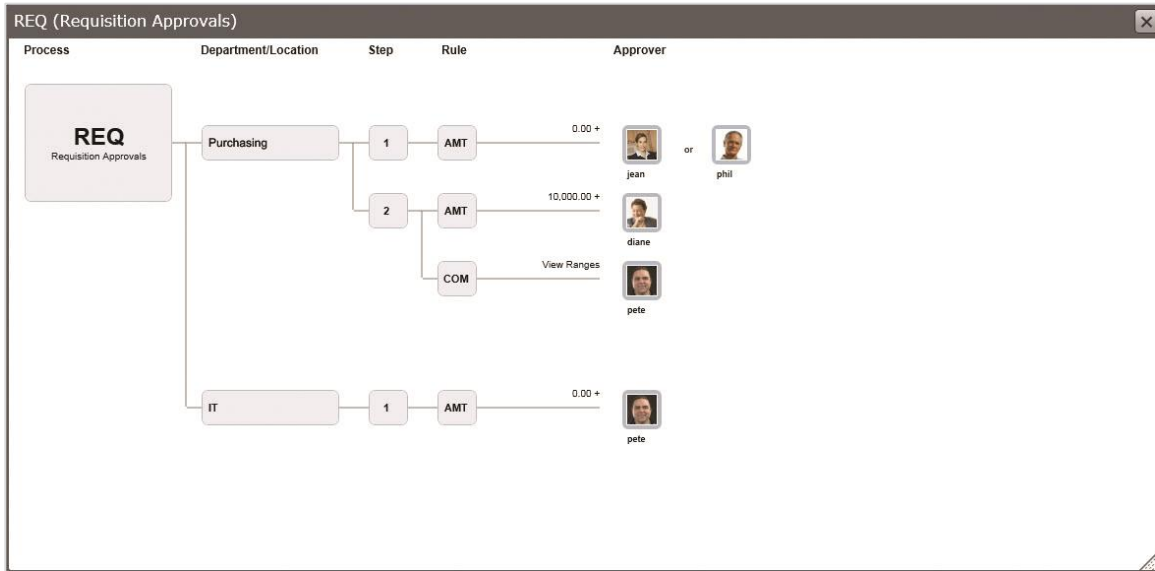 REQ (Requisition Approvals)
Process Department/Location Step Rule Approver
REQ
Requisition Approvals
Purchasing 1 AMT 0.00 + or
jean phil
2 AMT 10,000.00 +
diane
COM View Ranges
pete
IT 1 AMT 0.00 +
pete